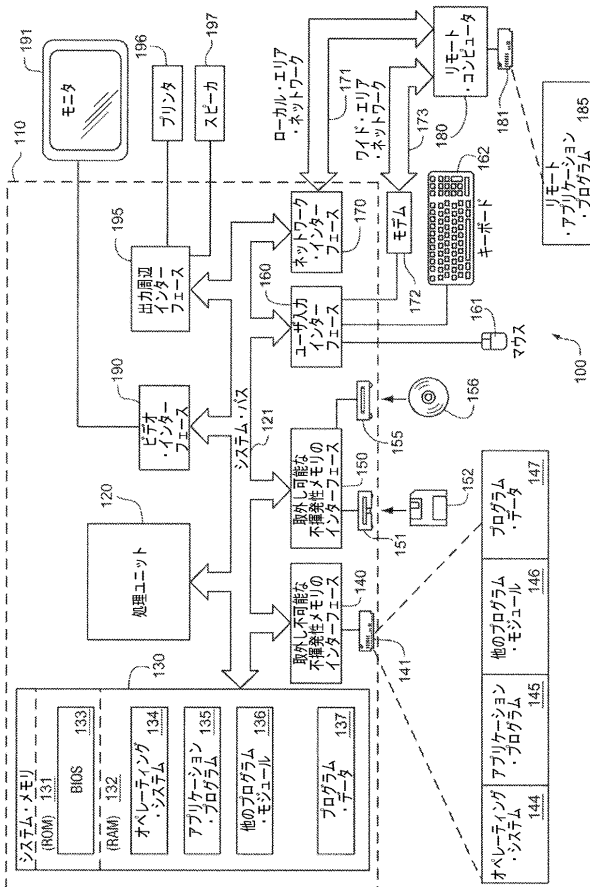 システム・メモリ
(ROM) 131
BIOS 133
(RAM) 132
オペレーティング
・システム 134
アプリケーション
・プログラム 135
他のプログラム
・モジュール 136
プログラム
・データ 137
130
処理ユニット
120
ビデオ
・インター
フェース
190
出力周辺
インター
フェース
195
110
モニタ
191
プリンタ
196
スピーカ
197
システム・バス
121
取外し不可能な
不揮発性メモリの
インターフェース
140
取外し可能な
不揮発性メモリの
インターフェース
150
ユーザ入力
インター
フェース
160
ネットワーク
・インター
フェース
170
ローカル・エリア
・ネットワーク
171
ワイド・エリア
・ネットワーク
173
モデム
172
リモート
・コンピュータ
180
181
141
151
155
152
156
マウス
161
キーボード
162
オペレーティング
・システム 144
アプリケーション
・プログラム 145
他のプログラム
・モジュール 146
プログラム
・データ 147
リモート
・アプリケーション
・プログラム 185
100